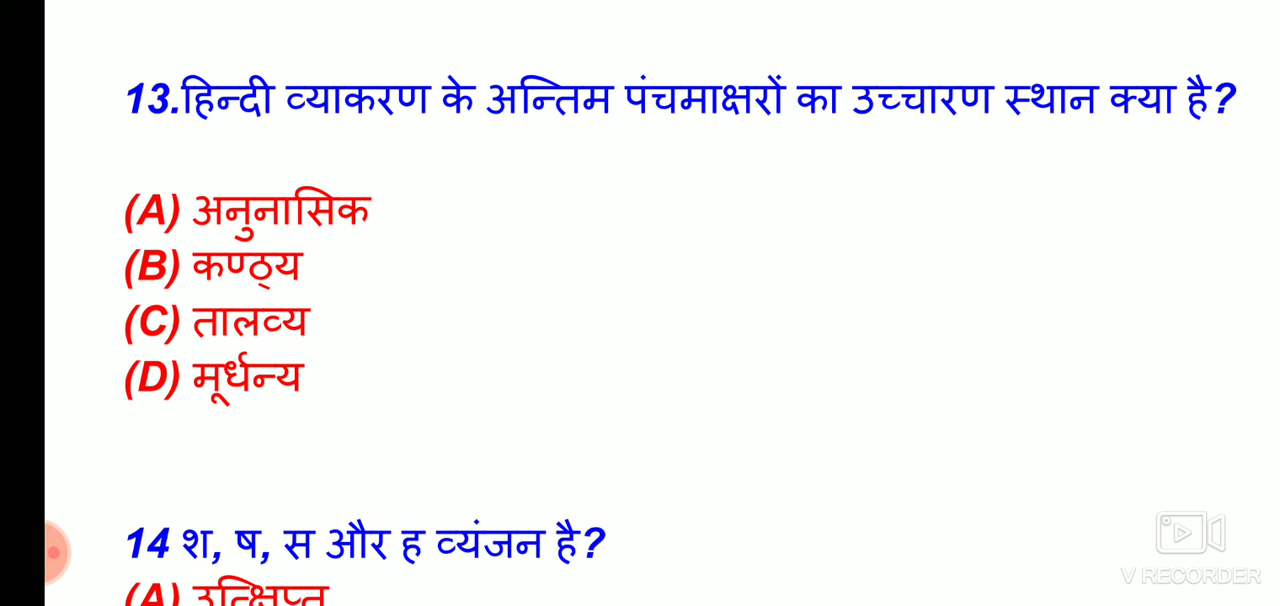 13.हिन्दी व्याकरण के अन्तिम पंचमाक्षरों का उच्चारण स्थान क्या है?
(A) अनुनासिक
(B) कण्ठ्य
(C) तालव्य
(D) मूर्धन्य
14 श, ष, स और ह व्यंजन है?
(A) उत्क्षिप्त
V RECORDER